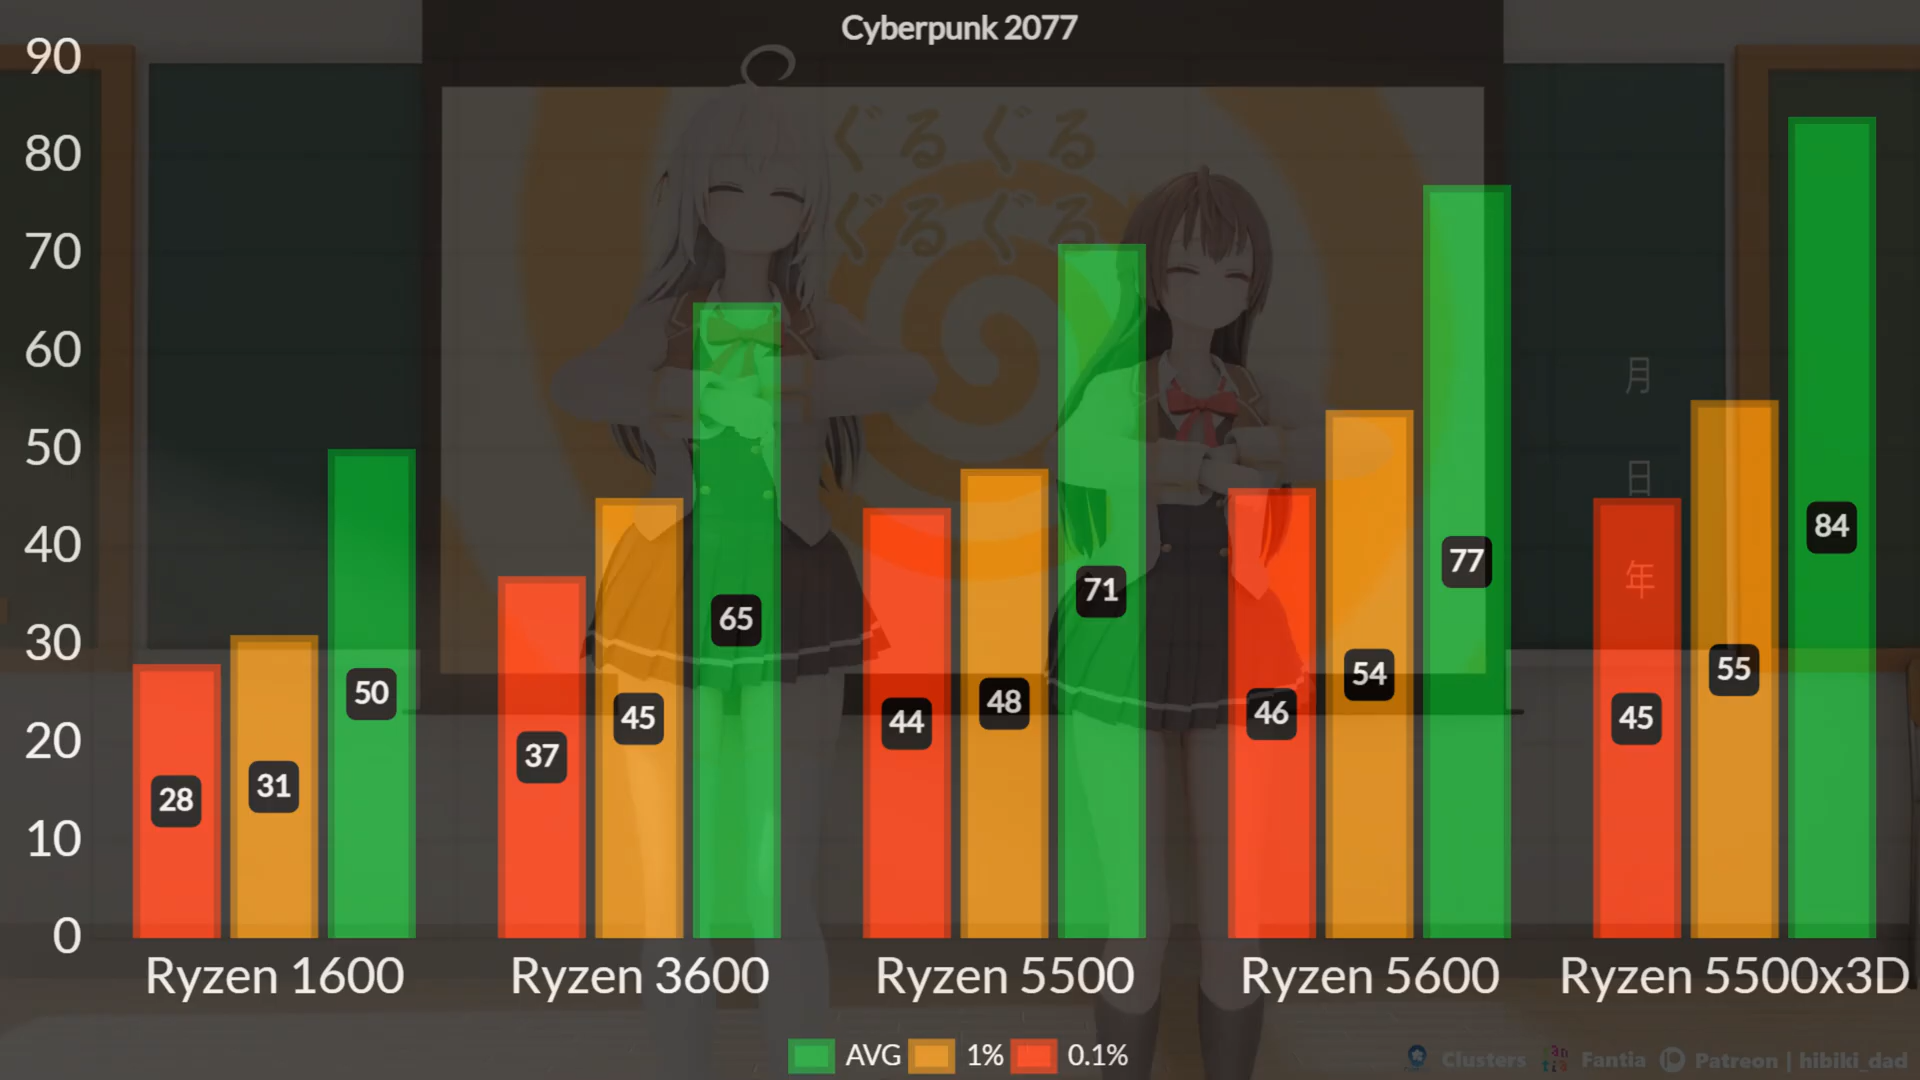 Cyberpunk 2077
90
80
70
60
50
40
30
20
10
0
ぐるぐる
ぐるぐる
月
日
年
28
31
50
37
45
65
44
48
71
46
54
77
45
55
84
Ryzen 1600
Ryzen 3600
Ryzen 5500
Ryzen 5600
Ryzen 5500x3D
AVG 1% 0.1%
Clusters Fantia Patreon | hibiki_dad